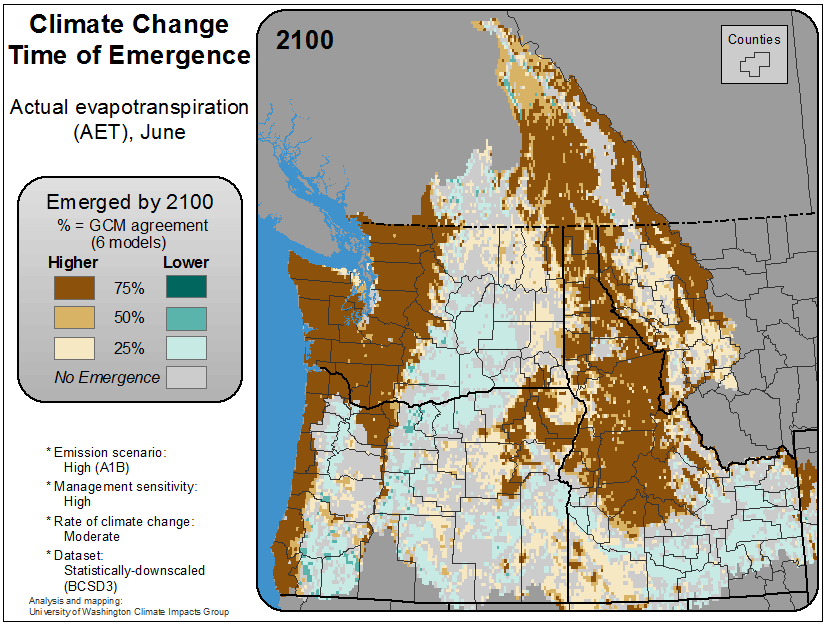 Climate Change
Time of Emergence
Actual evapotranspiration
(AET), June
Emerged by 2100
% = GCM agreement
(6 models)
Higher Lower
75%
50%
25%
No Emergence
* Emission scenario:
High (A1B)
* Management sensitivity:
High
* Rate of climate change:
Moderate
* Dataset:
Statistically-downscaled
(BCSD3)
Analysis and mapping:
University of Washington Climate Impacts Group
2100
Counties